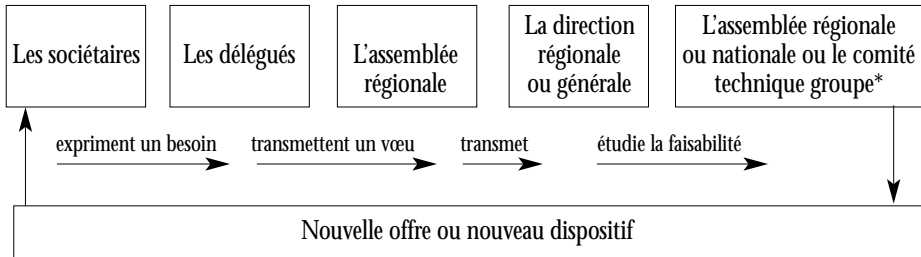 Les sociétaires
Les délégués
L'assemblée
régionale
La direction
régionale
ou générale
L'assemblée régionale
ou nationale ou le comité
technique groupe*
expriment un besoin
transmettent un vœu
transmet
étudie la faisabilité
Nouvelle offre ou nouveau dispositif